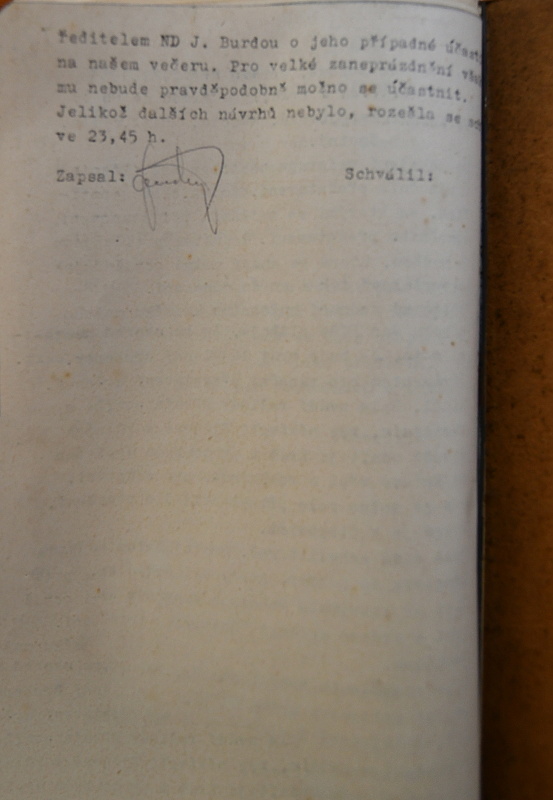 ředitelem ND J. Burdou o jeho případné účasti
na našem večeru. Pro velké zaneprázdnění
mu nebude pravděpodobně možno se účastnit.
Jelikož dalších návrhů nebylo, rozešla se
ve 23,45 h.
Zapsal: Schválil: